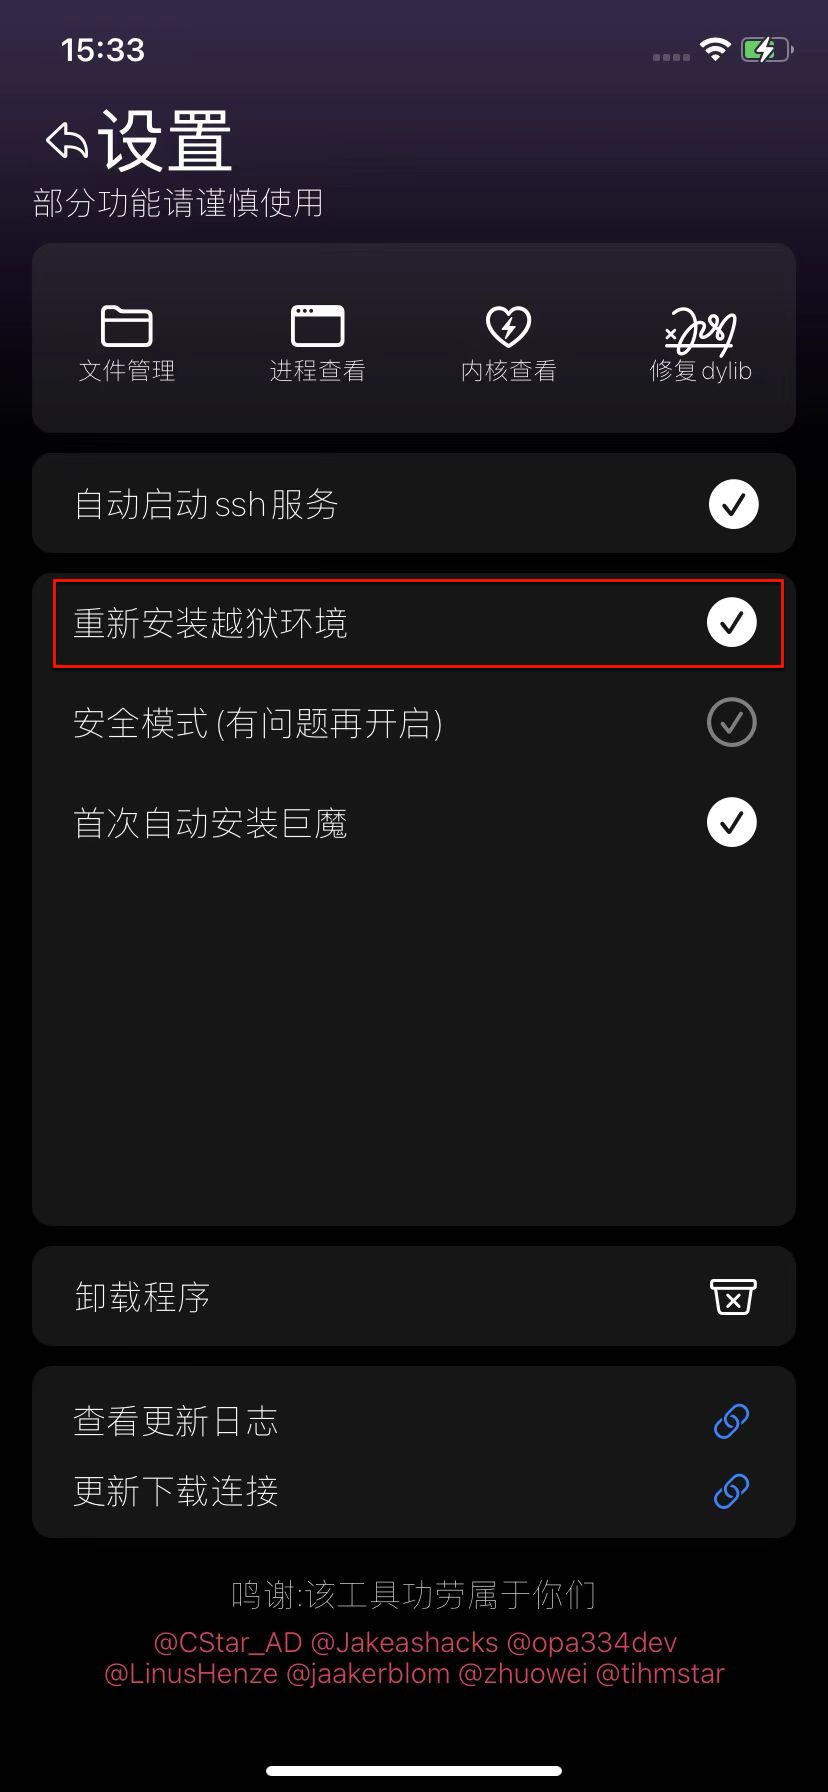 15:33
设置
部分功能请谨慎使用
文件管理 进程查看 内核查看 修复dylib
自动启动ssh服务
重新安装越狱环境
安全模式(有问题再开启)
首次自动安装巨魔
卸载程序
查看更新日志
更新下载连接
鸣谢:该工具功劳属于你们
@CStar_AD @Jakeashacks @opa334dev
@LinusHenze @jaakerblom @zhuowei @tihmstar